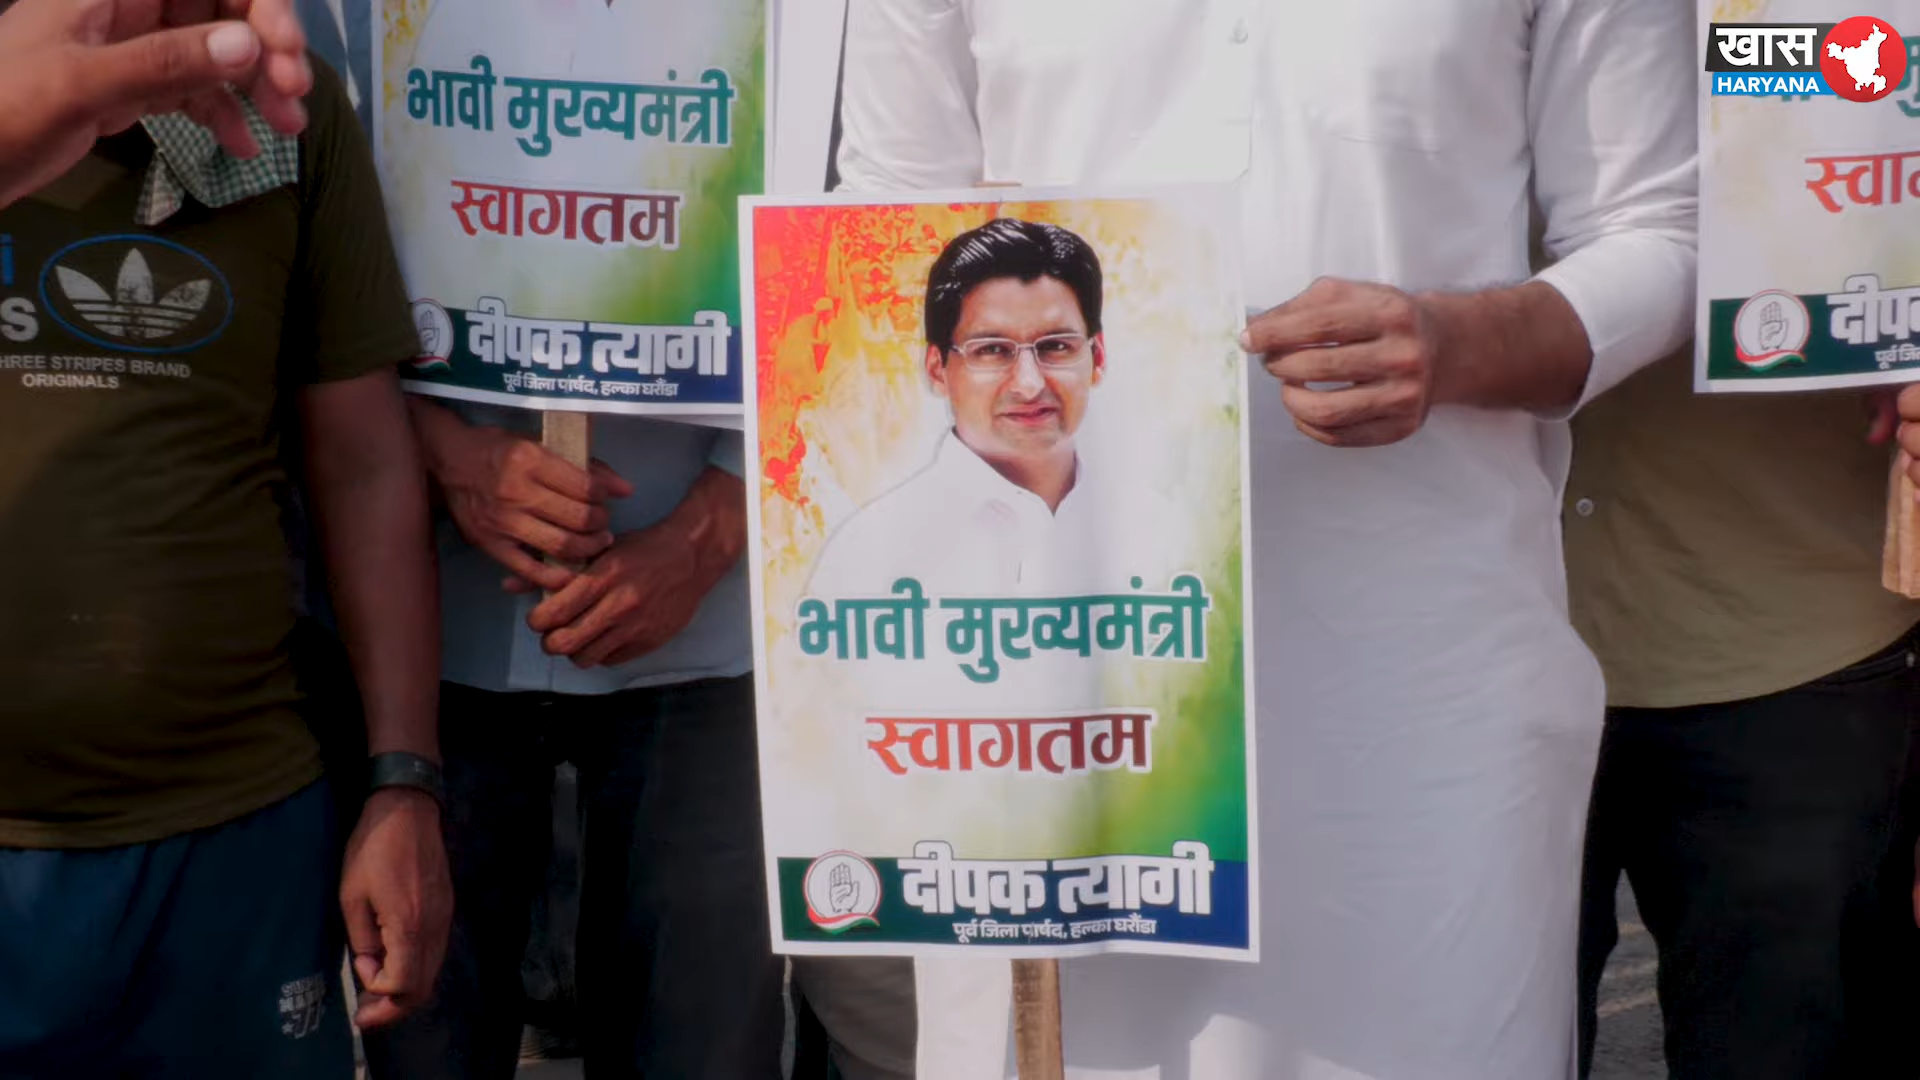 खास
HARYANA
भावी मुख्यमंत्री
स्वागतम
दीपक त्यागी
पूर्व जिला पार्षद, हल्का घरौंडा
भावी मुख्यमंत्री
स्वागतम
दीपक त्यागी
पूर्व जिला पार्षद, हल्का घरौंडा
THREE STRIPES BRAND
ORIGINALS